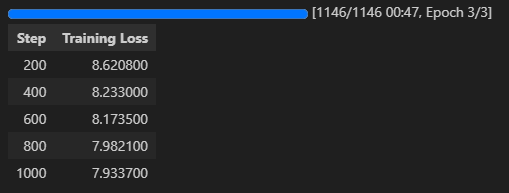 [1146/1146 00:47, Epoch 3/3]
Step Training Loss
200 8.620800
400 8.233000
600 8.173500
800 7.982100
1000 7.933700